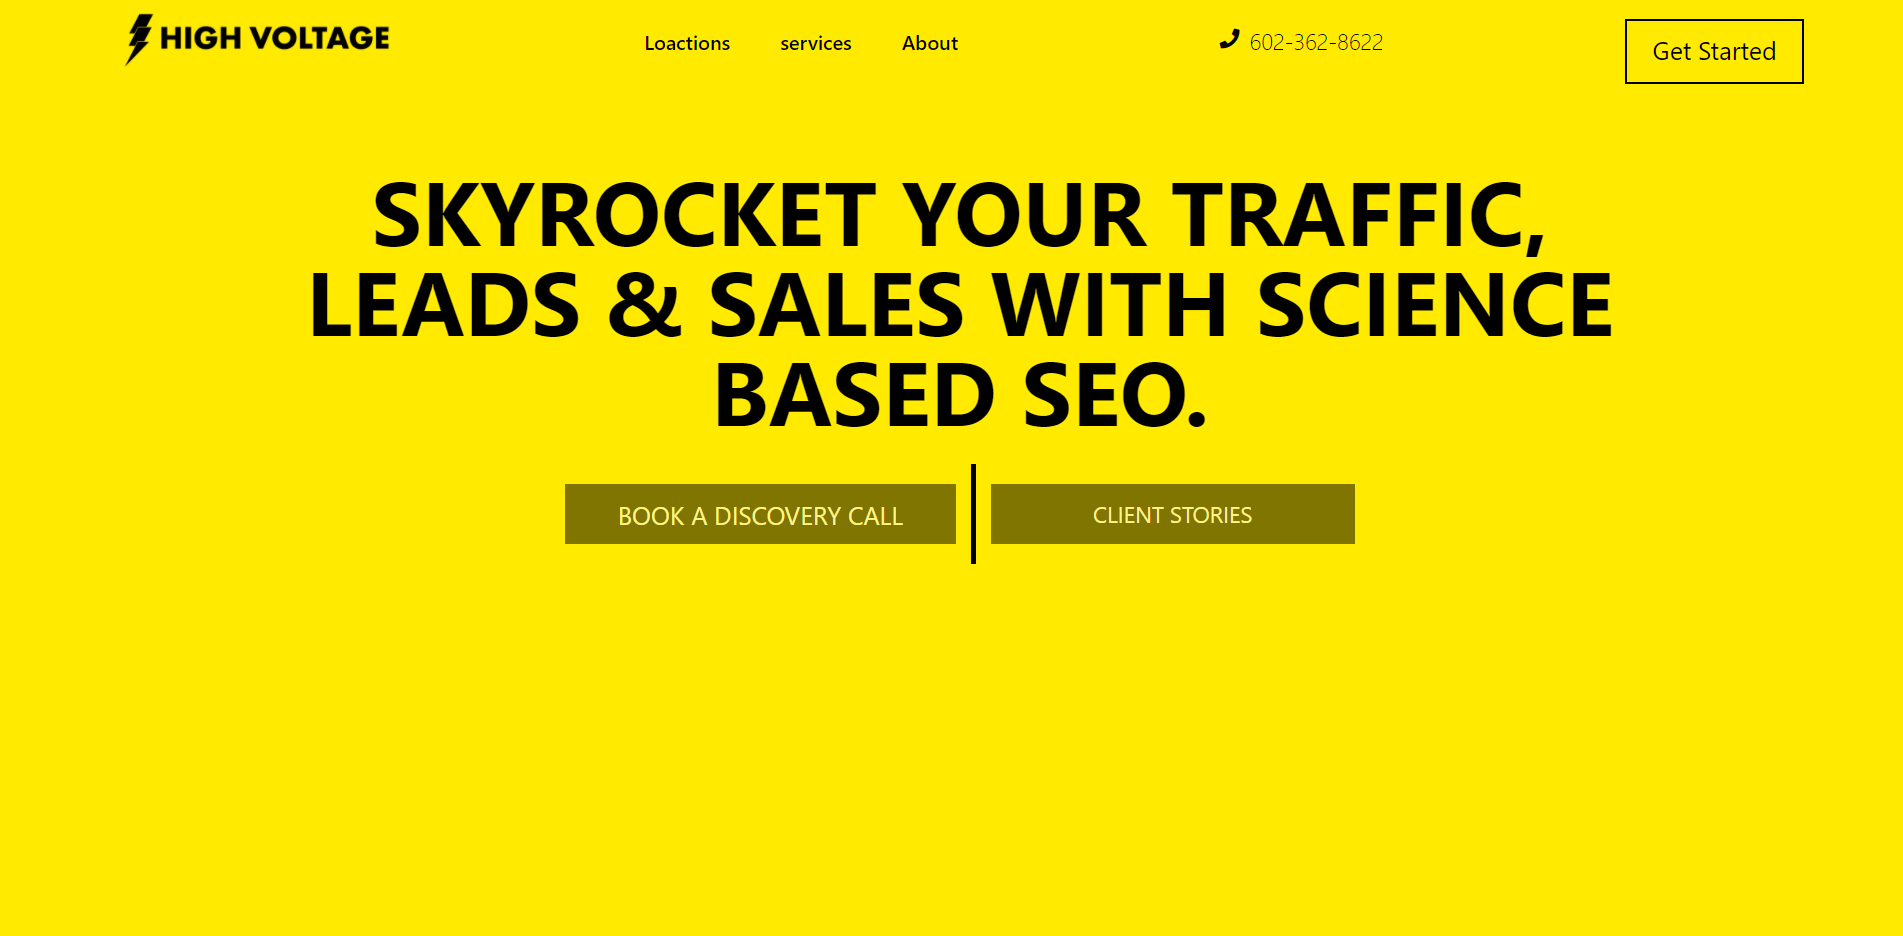 HIGH VOLTAGE
Loactions services About
602-362-8622
Get Started
SKYROCKET YOUR TRAFFIC,
LEADS & SALES WITH SCIENCE
BASED SEO.
BOOK A DISCOVERY CALL
CLIENT STORIES